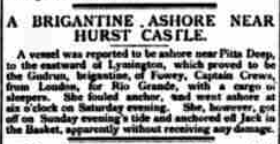 A BRIGANTINE ASHORE NEAR
HURST CASTLE.
A vessel was reported to be ashore near Pitts Deep,
to the eastward of Lymington, which proved to be
the Gudrun, brigantine, of Fowey, Captain Crews,
from London, for Rio Grande, with a cargo of
sleepers. She fouled anchor, and went ashore at
six o'clock on Saturday evening. She, however, got
off on Sunday evening's tide and anchored off Jack in
the Basket, apparently without receiving any damage.